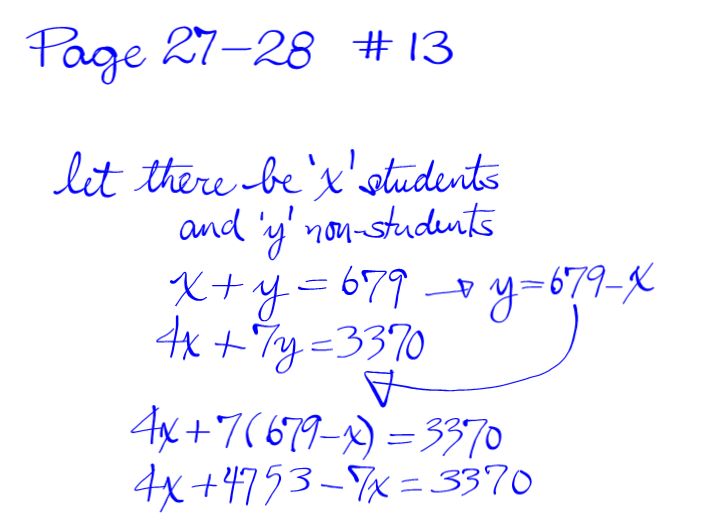 Page 27-28 #13
let there be 'x' students
and 'y' non-students
x + y = 679 → y = 679 - x
4x + 7y = 3370
4x + 7(679 - x) = 3370
4x + 4753 - 7x = 3370